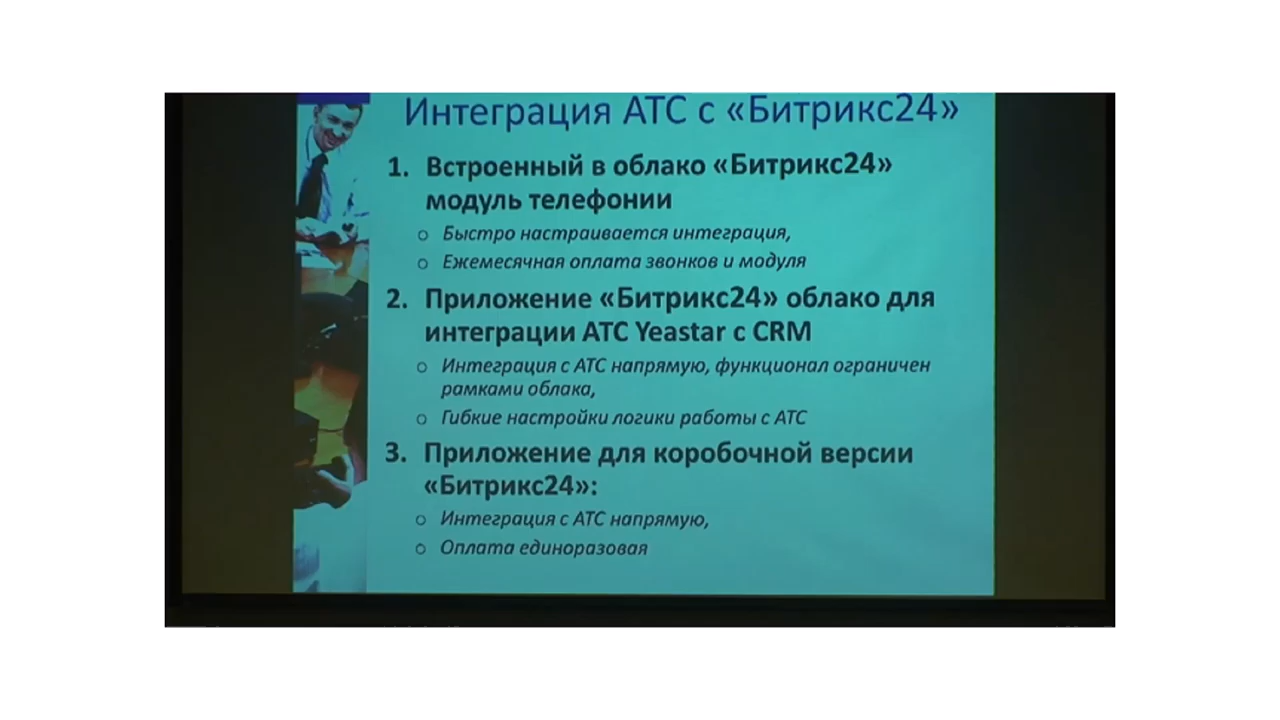 Интеграция АТС с «Битрикс24»
1. Встроенный в облако «Битрикс24»
модуль телефонии
o Быстро настраивается интеграция,
o Ежемесячная оплата звонков и модуля
2. Приложение «Битрикс24» облако для
интеграции АТС Yeastar с CRM
o Интеграция с АТС напрямую, функционал ограничен
рамками облака,
o Гибкие настройки логики работы с АТС
3. Приложение для коробочной версии
«Битрикс24»:
o Интеграция с АТС напрямую,
o Оплата единоразовая